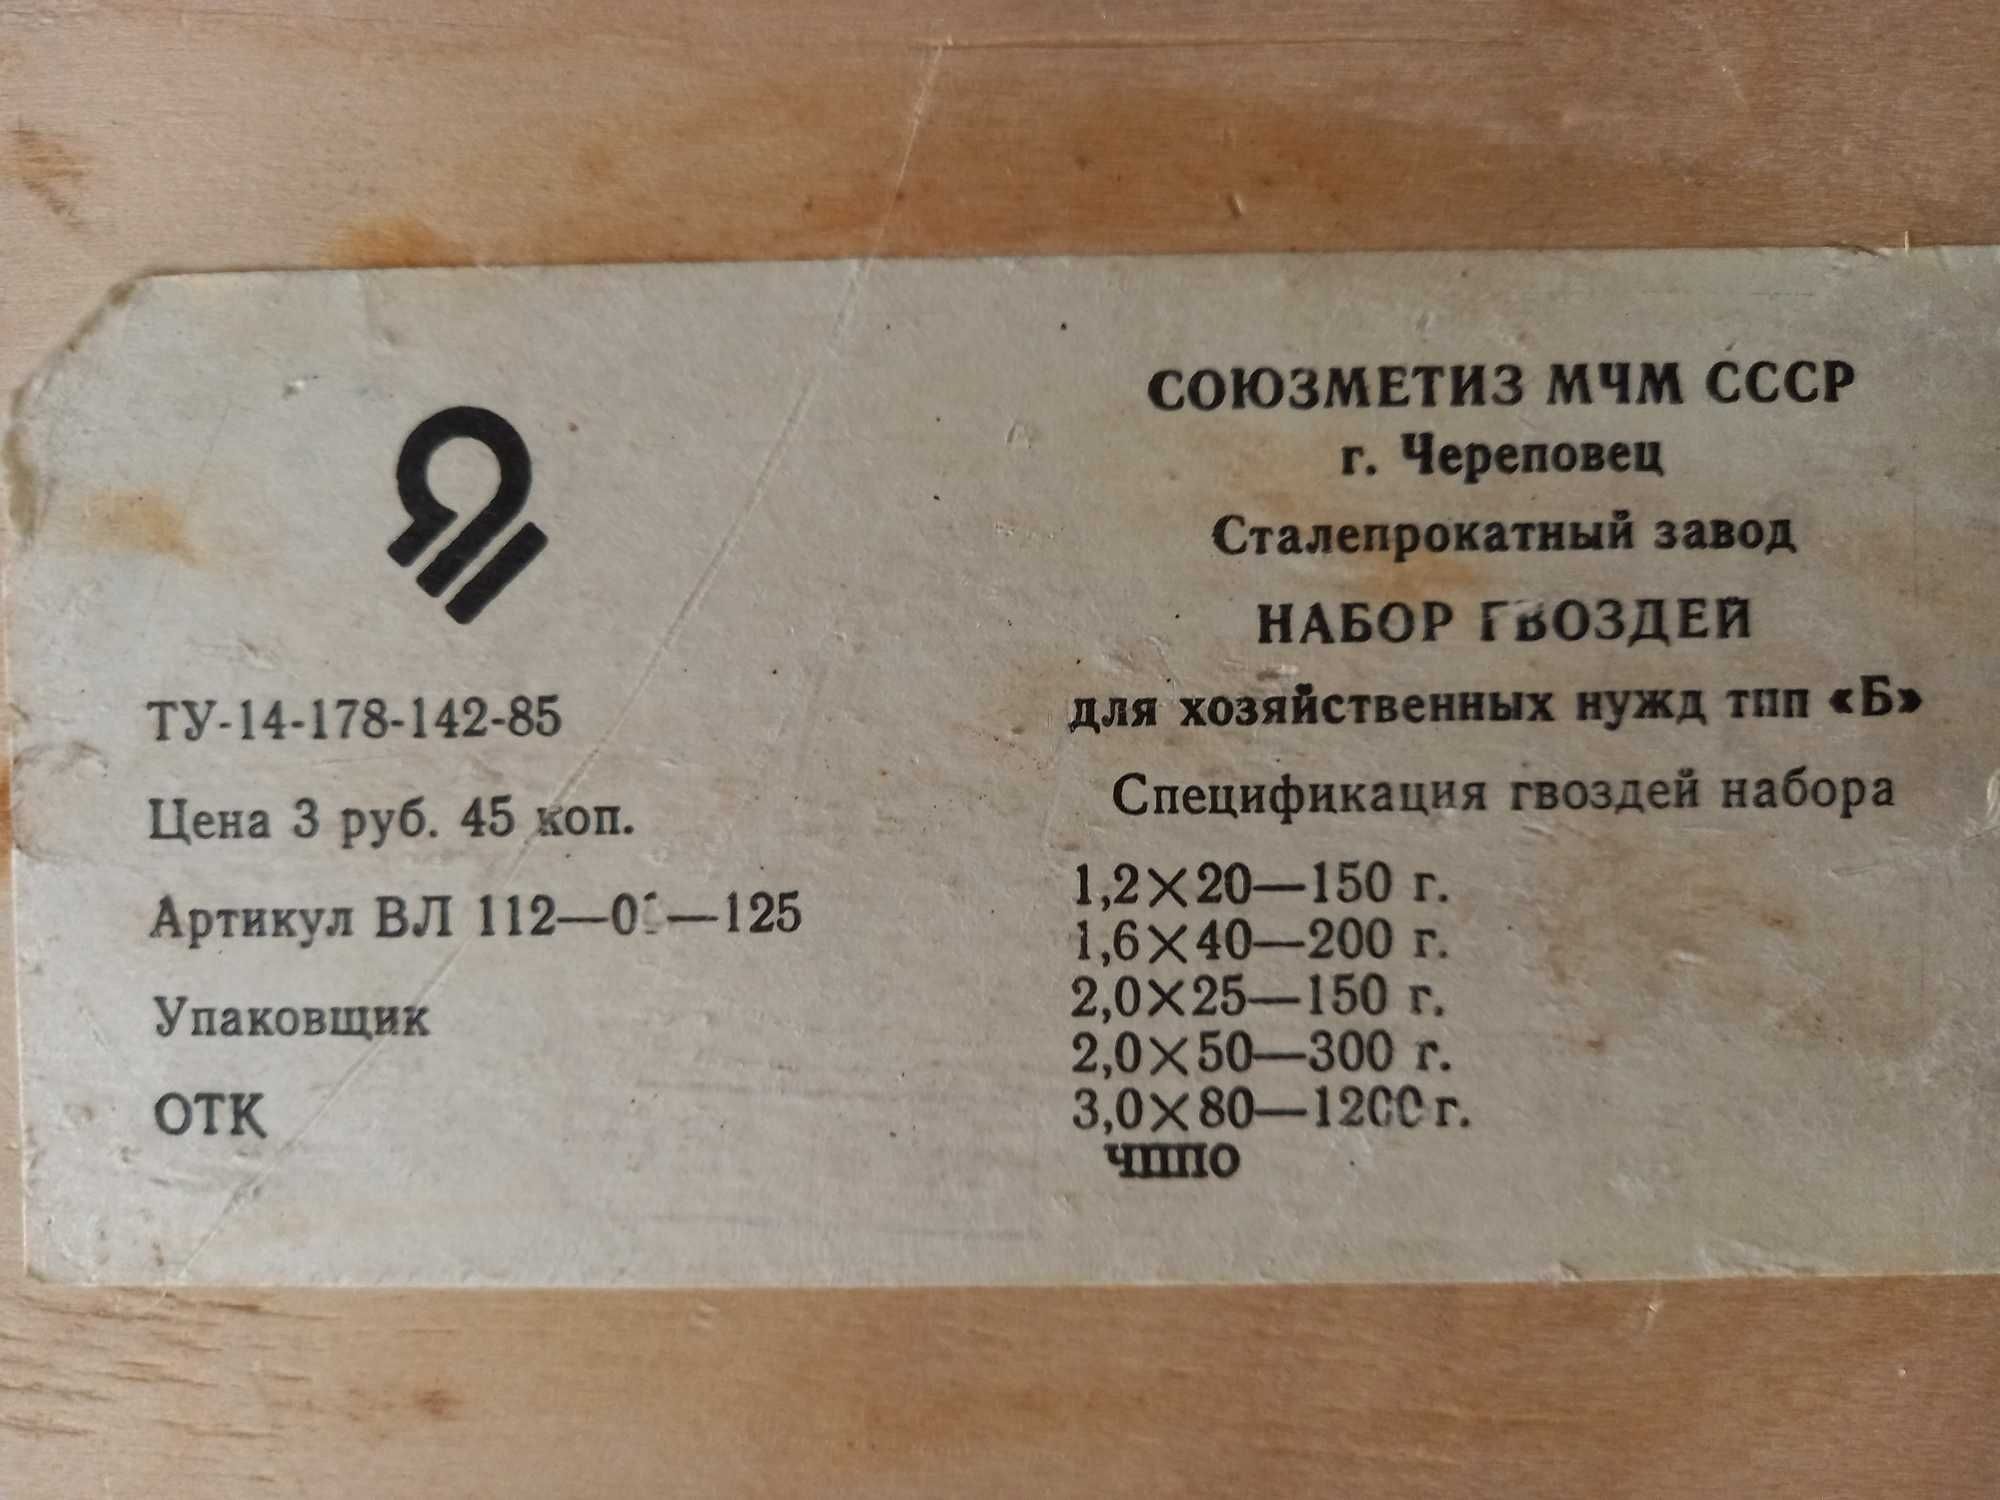 СОЮЗМЕТИЗ МЧМ СССР
г. Череповец
Сталепрокатный завод
НАБОР ГВОЗДЕЙ
для хозяйственных нужд тпп «Б»
Спецификация гвоздей набора
1,2×20—150 г.
1,6×40—200 г.
2,0×25—150 г.
2,0×50—300 г.
3,0×80—1200 г.
ЧППО
ТУ-14-178-142-85
Цена 3 руб. 45 коп.
Артикул ВЛ 112—
—125
Упаковщик
ОТК